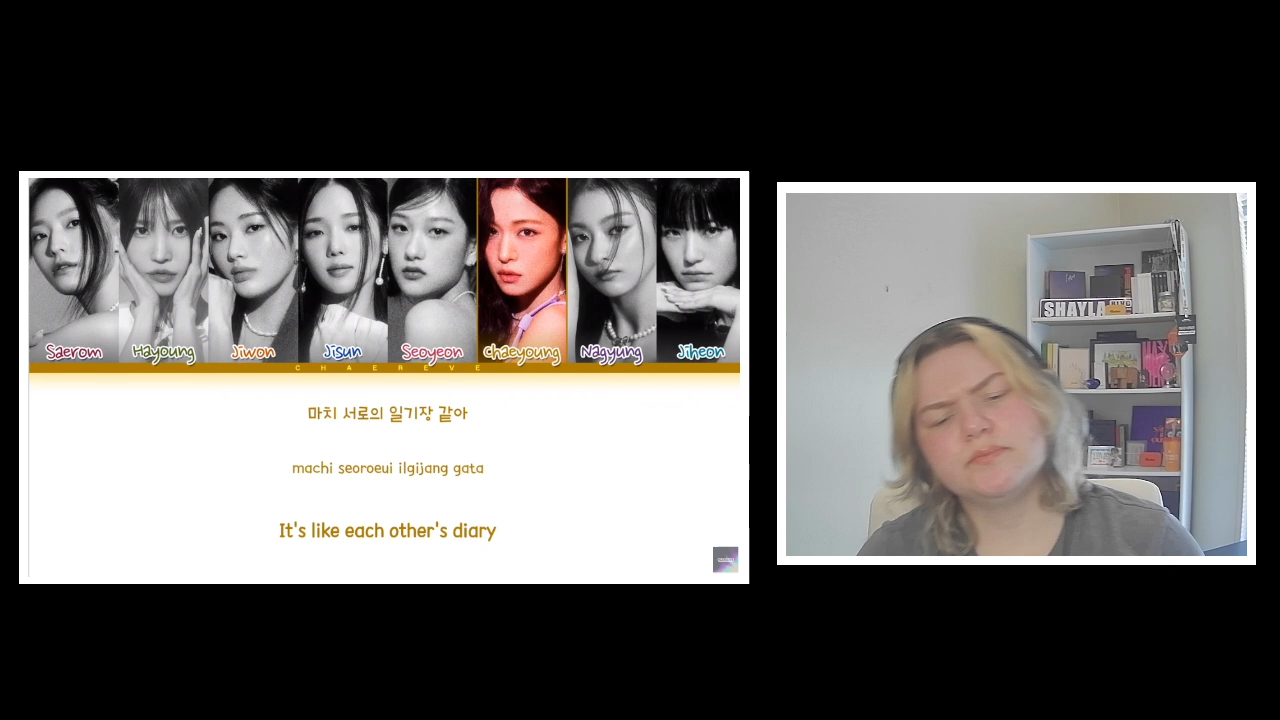 Saerom Hayoung Jiwon Jisun Seoyeon Chaeyoung Nagyung Jiheon
CHAEREVE
마치 서로의 일기장 같아
machi seoroeui ilgijang gata
It's like each other's diary
SHAYLA